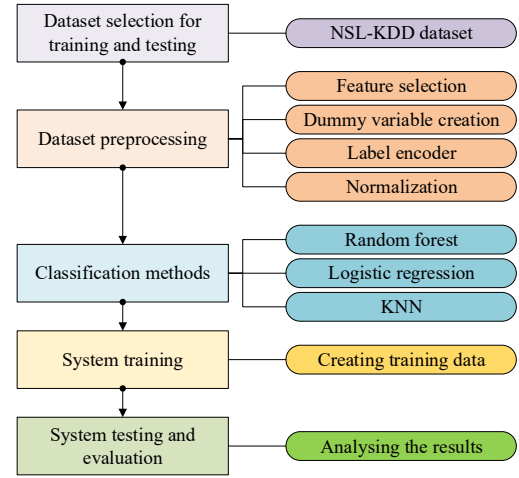 Dataset selection for
training and testing
NSL-KDD dataset
Dataset preprocessing
Feature selection
Dummy variable creation
Label encoder
Normalization
Classification methods
Random forest
Logistic regression
KNN
System training
Creating training data
System testing and
evaluation
Analysing the results